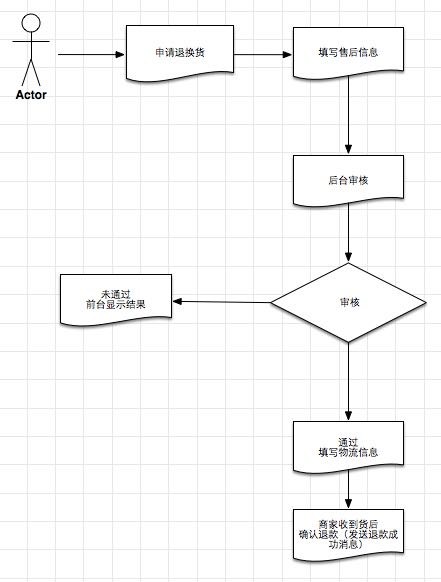 Actor
申请退换货
填写售后信息
后台审核
审核
未通过
前台显示结果
通过
填写物流信息
商家收到货后
确认退款（发送退款成
功消息）